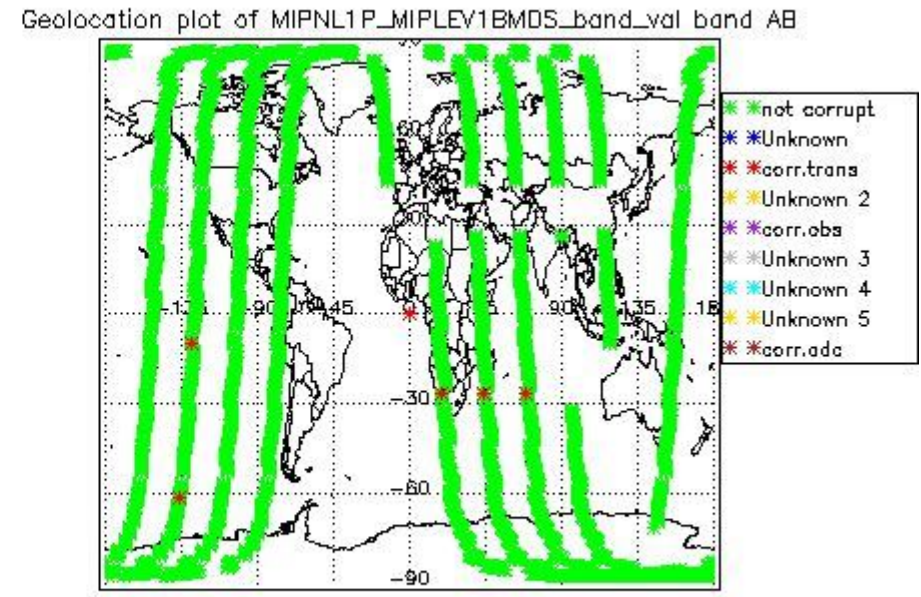 Geolocation plot of MIPNL1P_MIPLEV1BMDS_band_val band AB
not corrupt
Unknown
corr.trans
Unknown 2
corr.obs
Unknown 3
Unknown 4
Unknown 5
corr.adc
60
-90
-45
90
135
-30
-60
-90